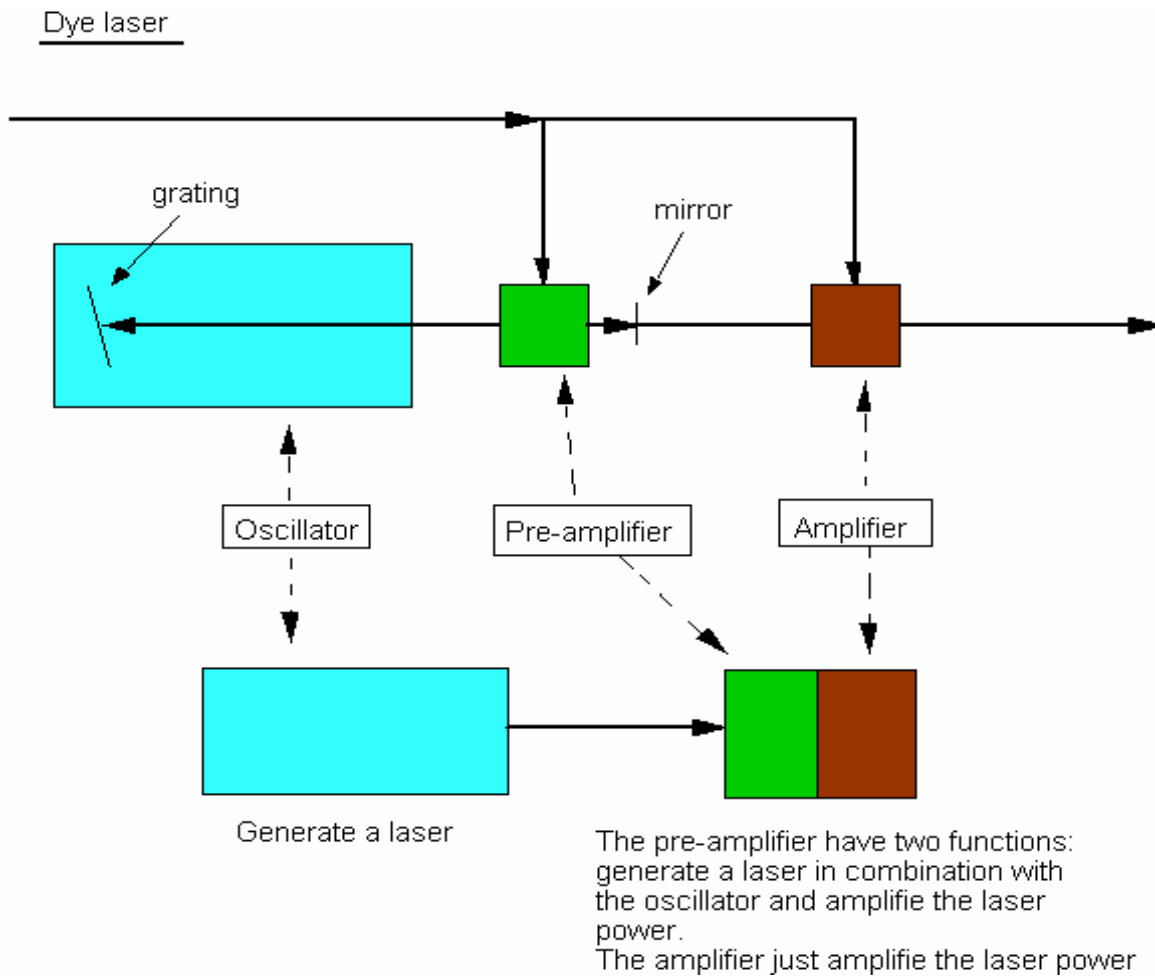 Dye laser
grating
mirror
Oscillator
Pre-amplifier
Amplifier
Generate a laser
The pre-amplifier have two functions:
generate a laser in combination with
the oscillator and amplifie the laser
power.
The amplifier just amplifie the laser power